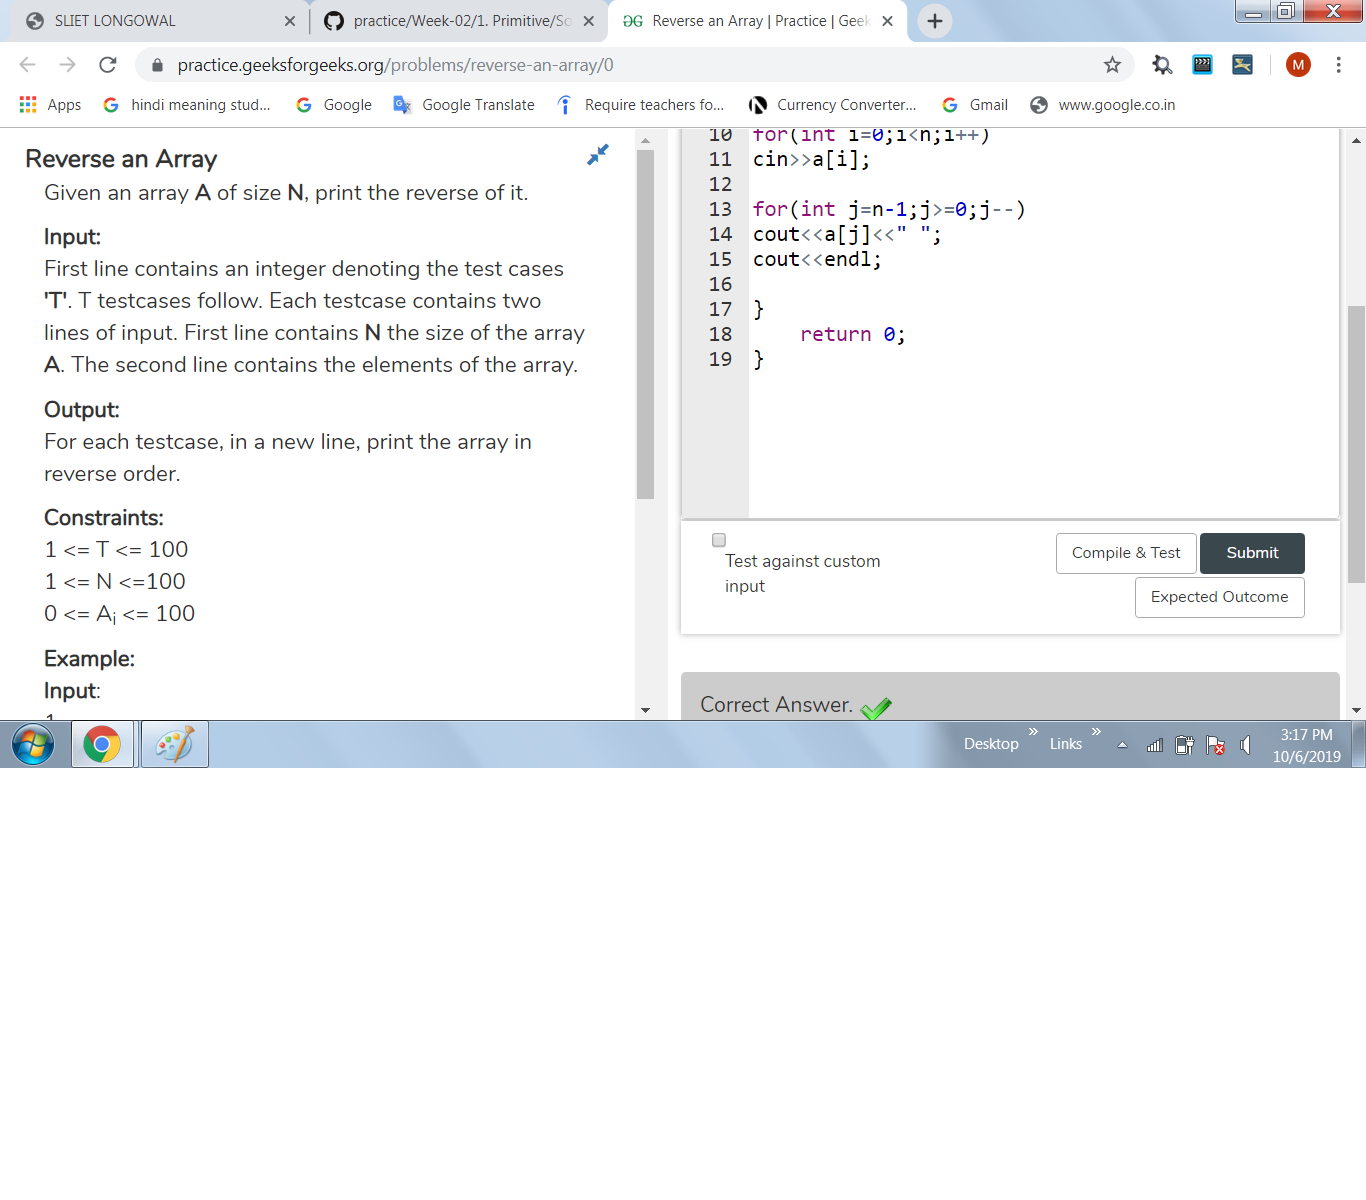 SLIET LONGOWAL
practice/Week-02/1. Primitive/So
Reverse an Array | Practice | Geek
practice.geeksforgeeks.org/problems/reverse-an-array/0
M
Apps
hindi meaning stud...
Google
Google Translate
Require teachers fo...
Currency Converter...
Gmail
www.google.co.in
Reverse an Array
Given an array A of size N, print the reverse of it.
Input:
First line contains an integer denoting the test cases
'T'. T testcases follow. Each testcase contains two
lines of input. First line contains N the size of the array
A. The second line contains the elements of the array.
Output:
For each testcase, in a new line, print the array in
reverse order.
Constraints:
1 <= T <= 100
1 <= N <=100
0 <= Ai <= 100
Example:
Input:
1
10 for(int i=0;i<n;i++)
11 cin>>a[i];
12
13 for(int j=n-1;j>=0;j--)
14 cout<<a[j]<<" ";
15 cout<<endl;
16
17 }
18     return 0;
19 }
Test against custom
input
Compile & Test
Submit
Expected Outcome
Correct Answer.
Desktop
Links
3:17 PM
10/6/2019